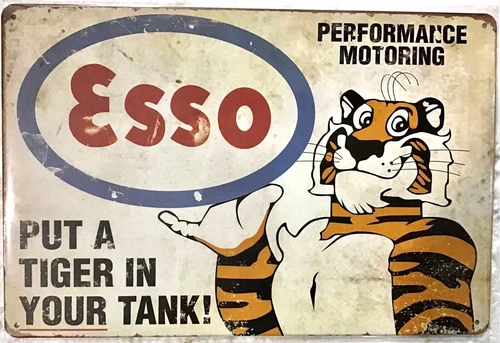 PERFORMANCE
MOTORING
Esso
PUT A
TIGER IN
YOUR TANK!